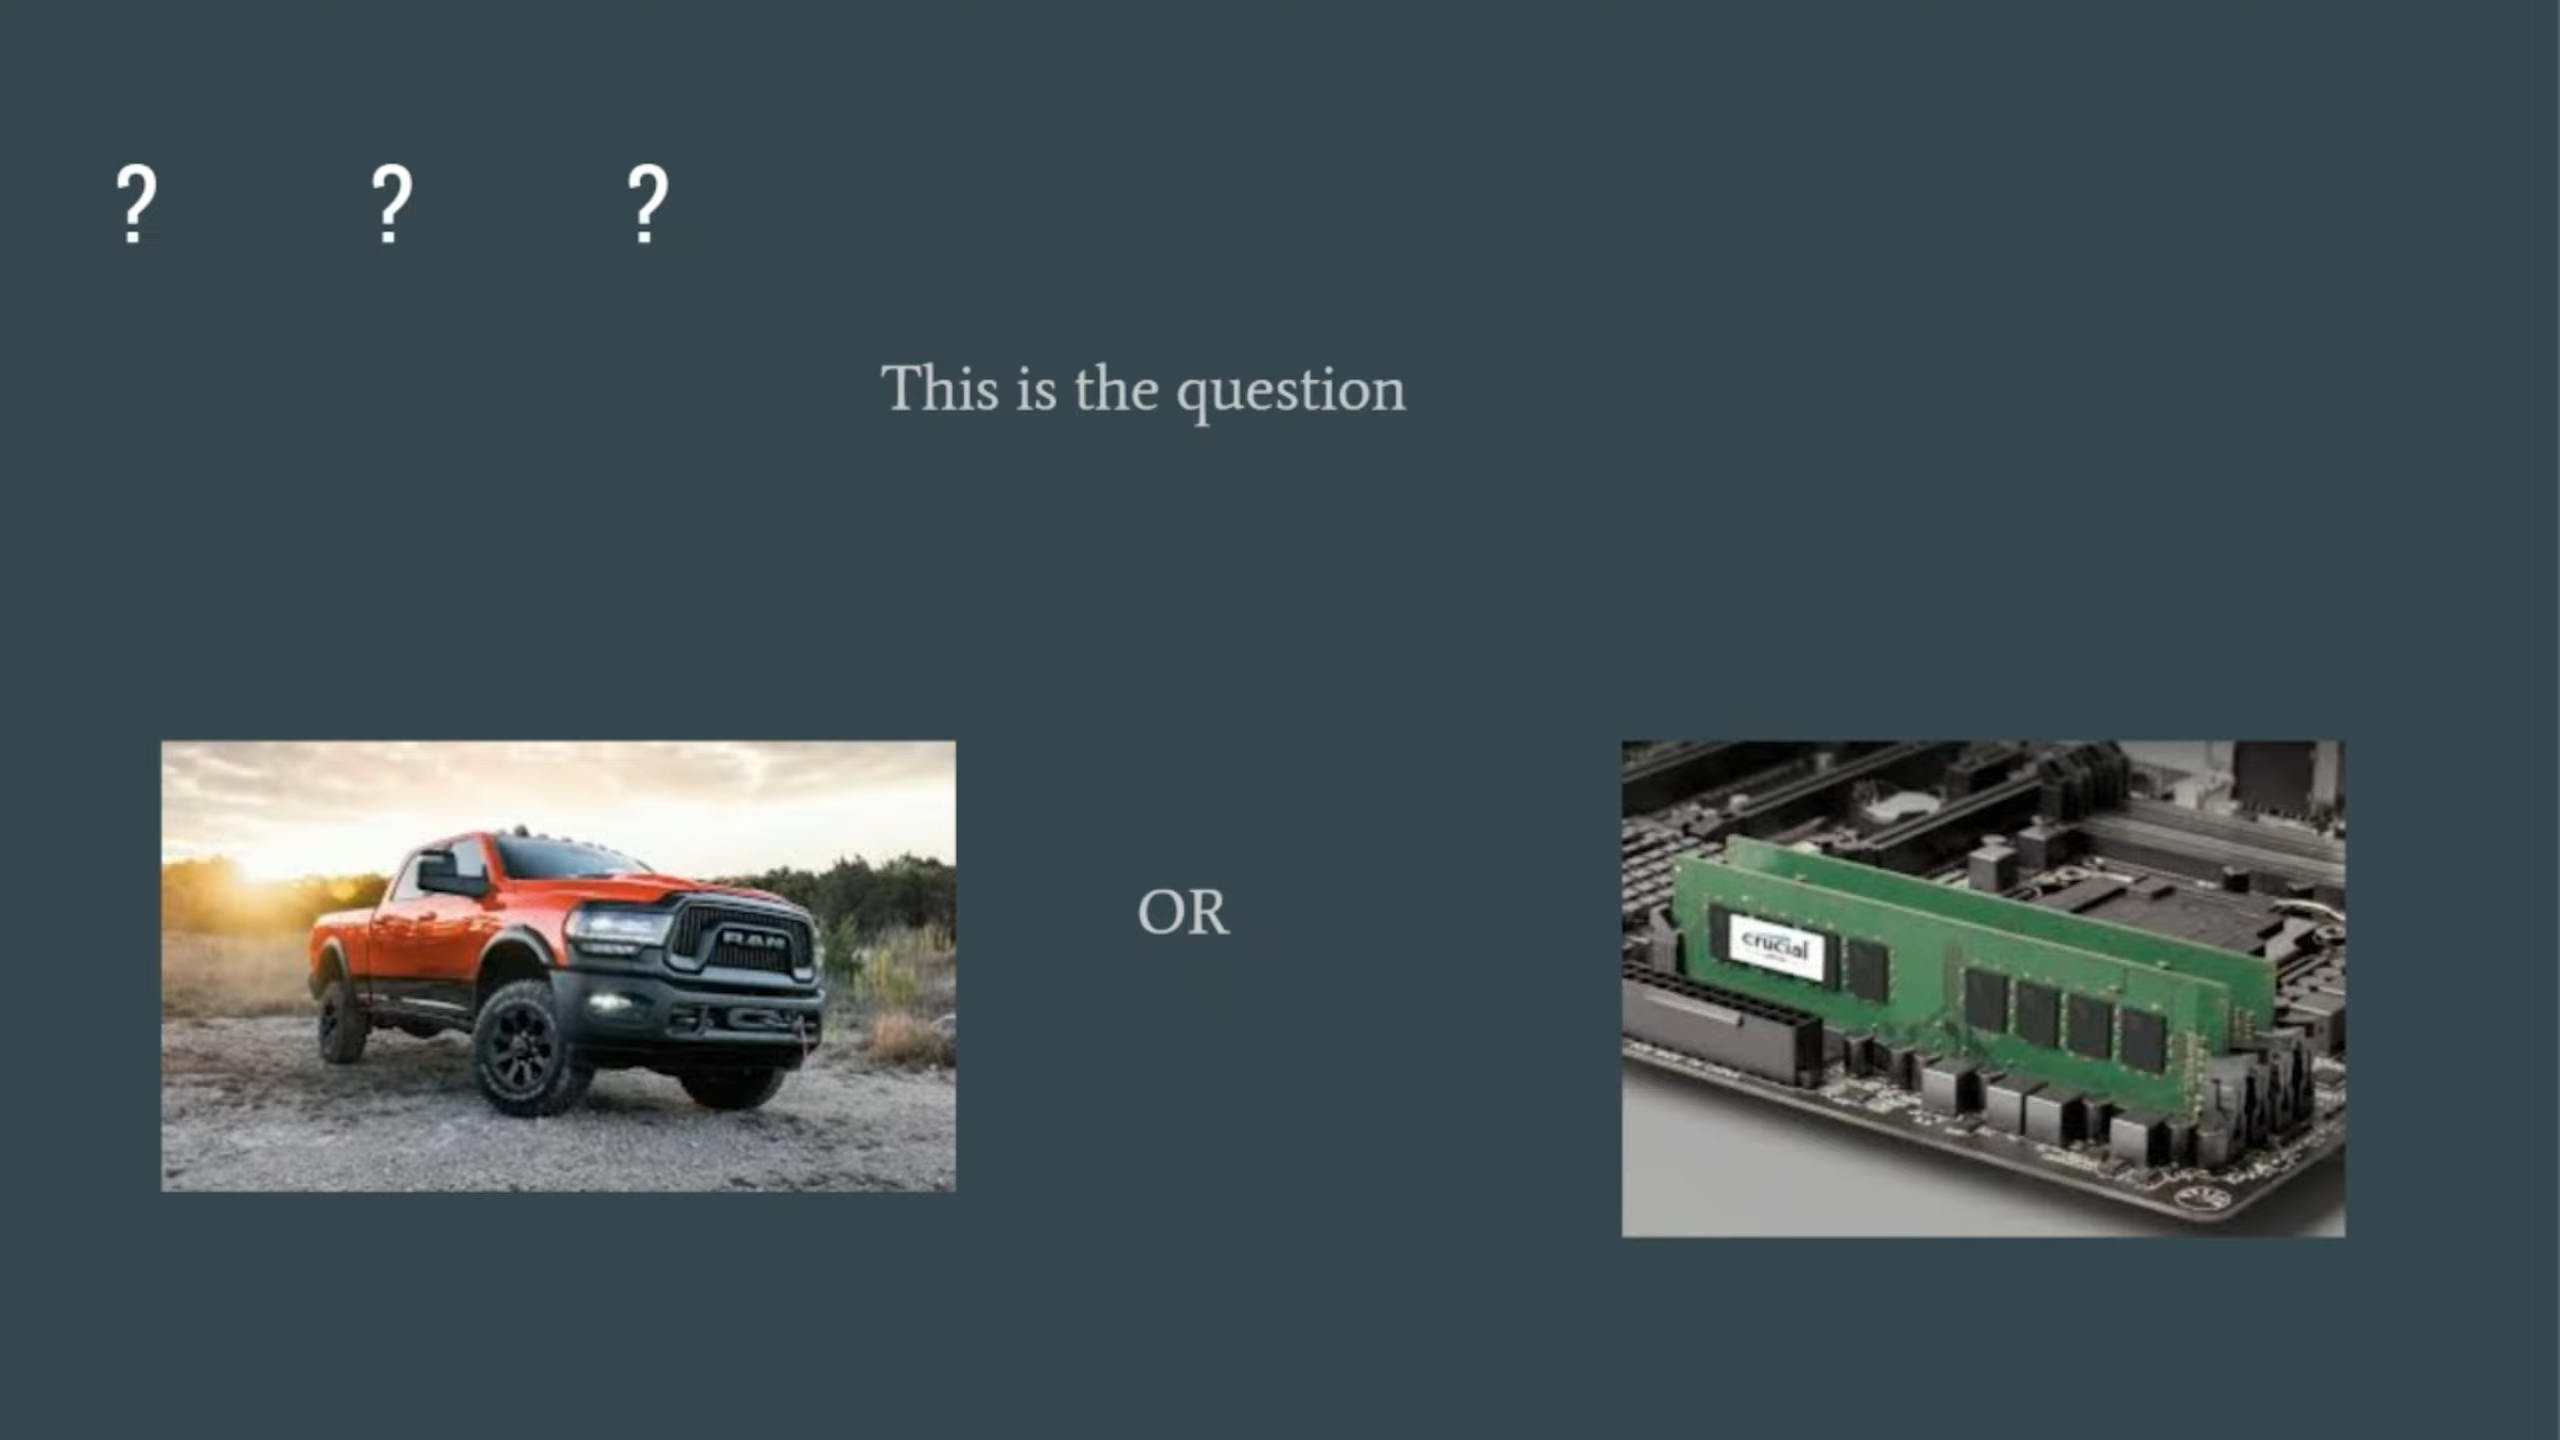 ? ? ?
This is the question
RAM
OR
crucial